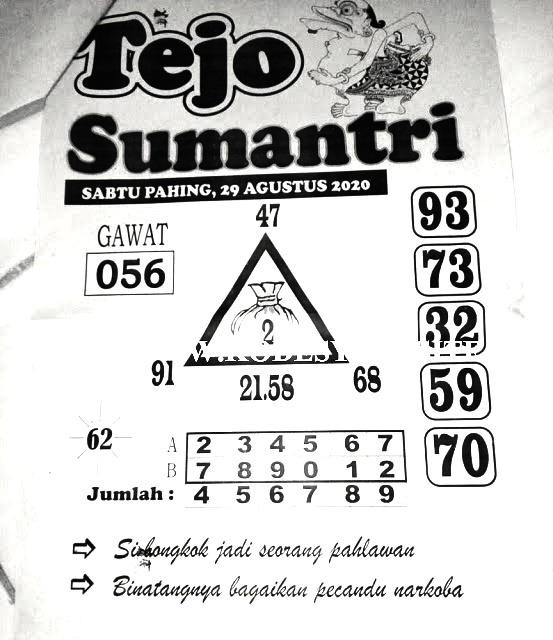 Tejo
Sumantri
SABTU PAHING, 29 AGUSTUS 2020
47
93
GAWAT
056
73
2
32
91
21.58
68
59
62
A 2 3 4 5 6 7
B 7 8 9 0 1 2
70
Jumlah : 4 5 6 7 8 9
jadi seorang pahlawan
Binatangnya bagaikan pecandu narkoba